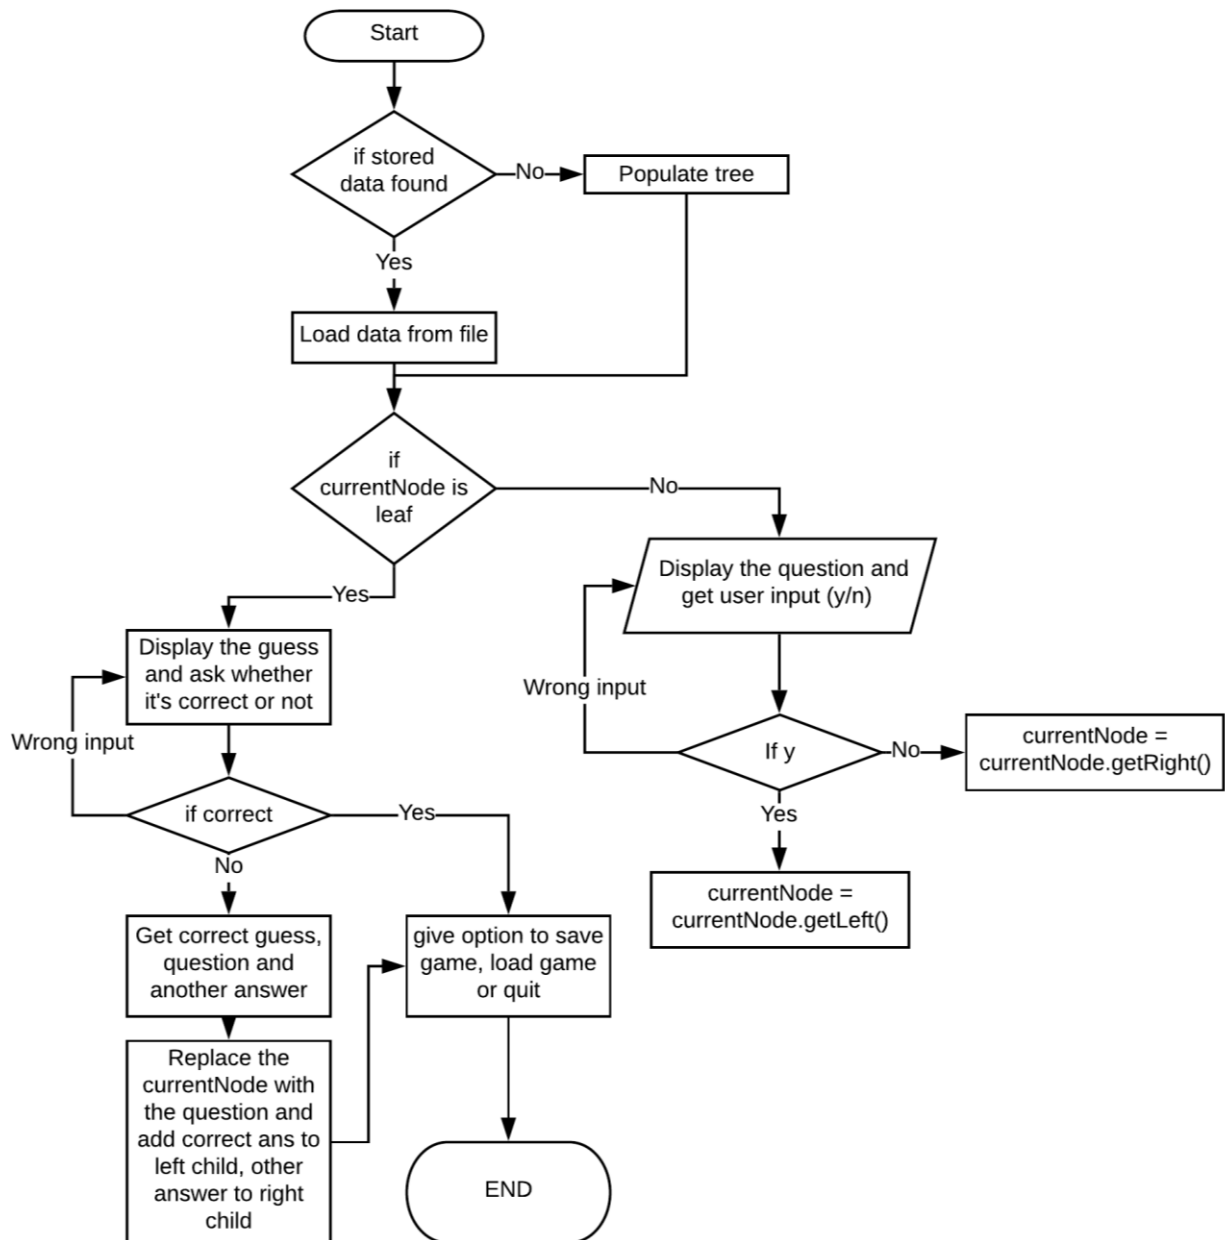 Start
if stored
data found
No
Populate tree
Yes
Load data from file
if
currentNode is
leaf
No
Display the question and
get user input (y/n)
Yes
Display the guess
and ask whether
it's correct or not
Wrong input
Wrong input
If y
No
currentNode =
currentNode.getRight()
if correct
Yes
Yes
No
currentNode =
currentNode.getLeft()
Get correct guess,
question and
another answer
give option to save
game, load game
or quit
Replace the
currentNode with
the question and
add correct ans to
left child, other
answer to right
child
END